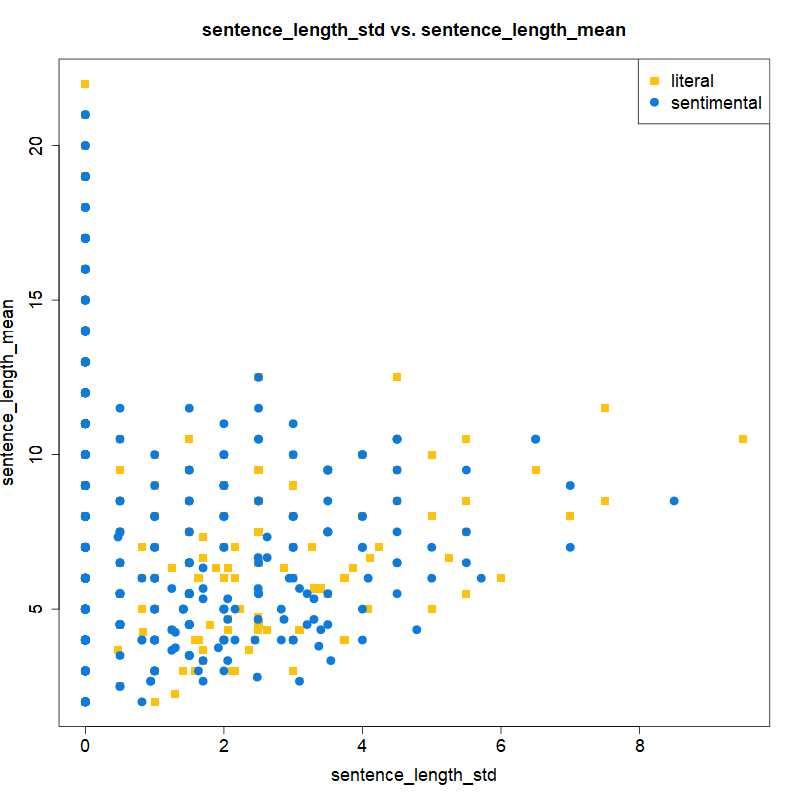 sentence_length_std vs. sentence_length_mean
literal
sentimental
sentence_length_mean
20
15
10
5
0 2 4 6 8
sentence_length_std